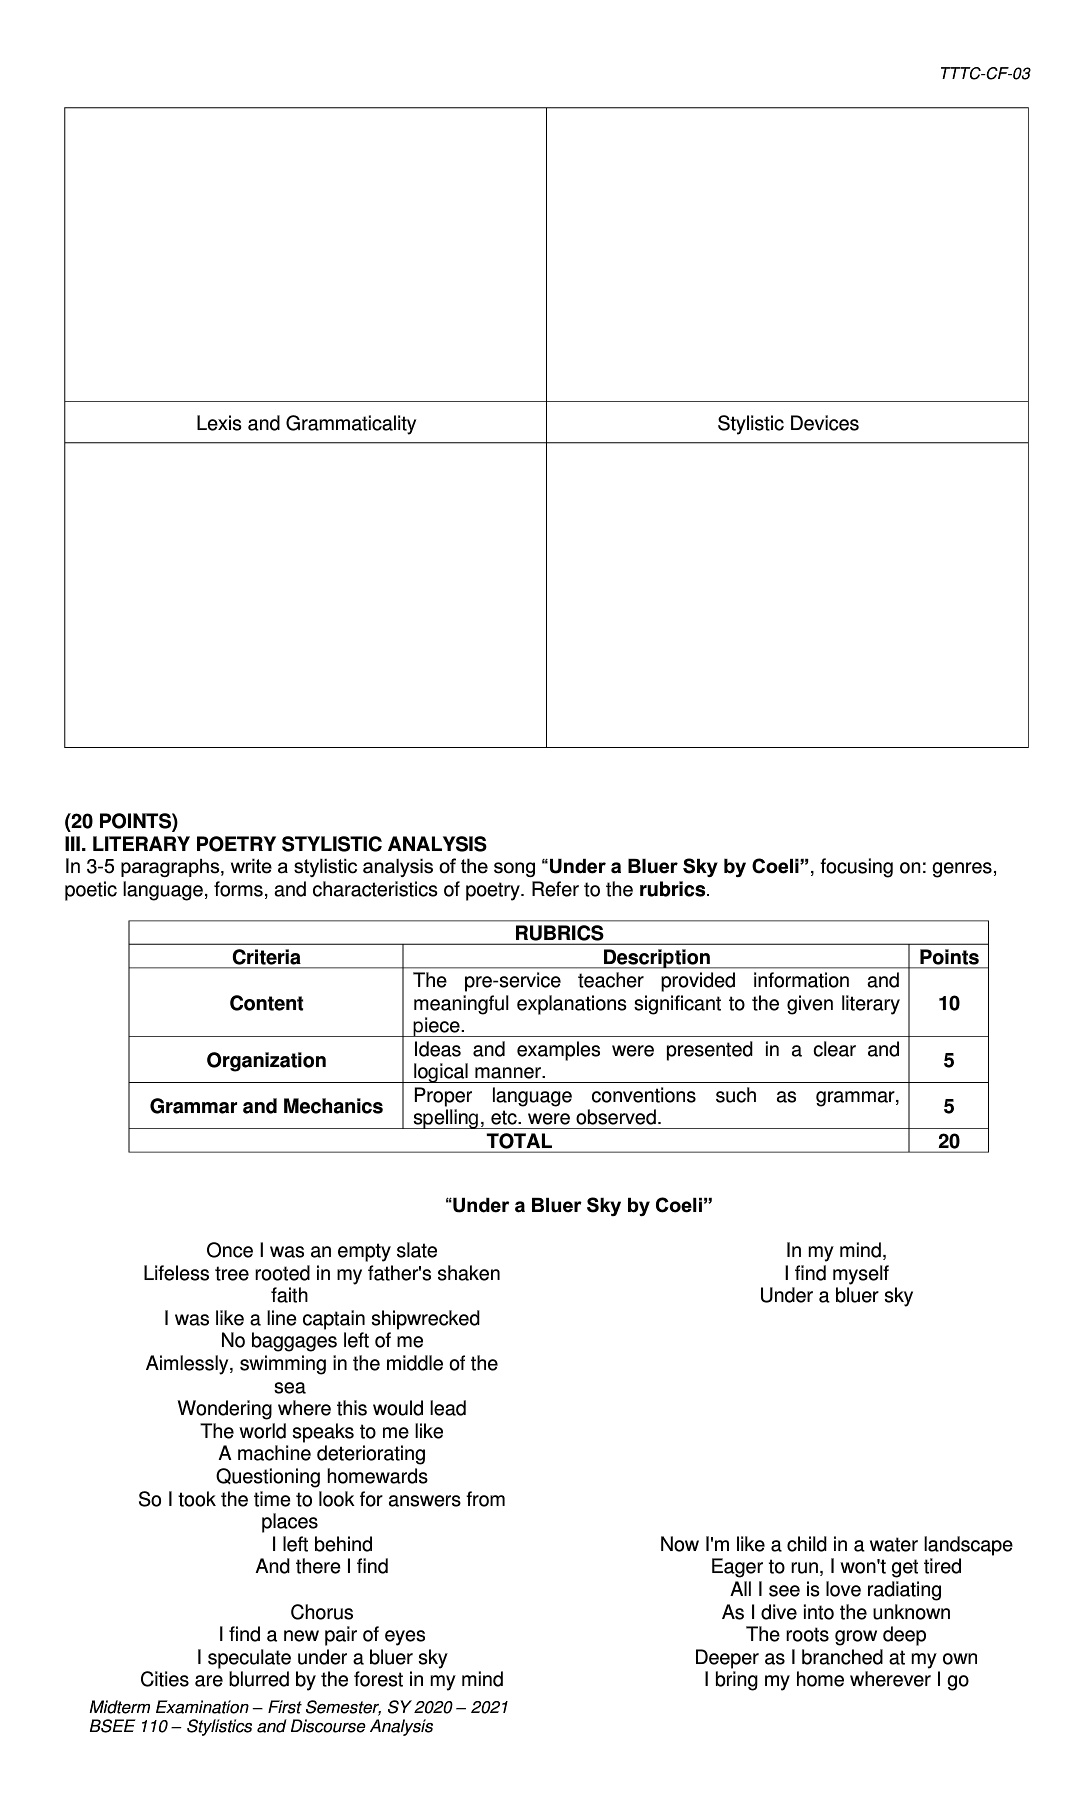 TTTC-CF-03
Lexis and Grammaticality
Stylistic Devices
(20 POINTS)
III. LITERARY POETRY STYLISTIC ANALYSIS
In 3-5 paragraphs, write a stylistic analysis of the song “Under a Bluer Sky by Coeli”, focusing on: genres,
poetic language, forms, and characteristics of poetry. Refer to the rubrics.
RUBRICS
Criteria Description Points
Content
The pre-service teacher provided information and
meaningful explanations significant to the given literary
piece.
10
Organization
Ideas and examples were presented in a clear and
logical manner.
5
Grammar and Mechanics
Proper language conventions such as grammar,
spelling, etc. were observed.
5
TOTAL 20
“Under a Bluer Sky by Coeli”
Once I was an empty slate
Lifeless tree rooted in my father's shaken
faith
I was like a line captain shipwrecked
No baggages left of me
Aimlessly, swimming in the middle of the
sea
Wondering where this would lead
The world speaks to me like
A machine deteriorating
Questioning homewards
So I took the time to look for answers from
places
I left behind
And there I find
Chorus
I find a new pair of eyes
I speculate under a bluer sky
Cities are blurred by the forest in my mind
In my mind,
I find myself
Under a bluer sky
Now I'm like a child in a water landscape
Eager to run, I won't get tired
All I see is love radiating
As I dive into the unknown
The roots grow deep
Deeper as I branched at my own
I bring my home wherever I go
Midterm Examination – First Semester, SY 2020 – 2021
BSEE 110 – Stylistics and Discourse Analysis